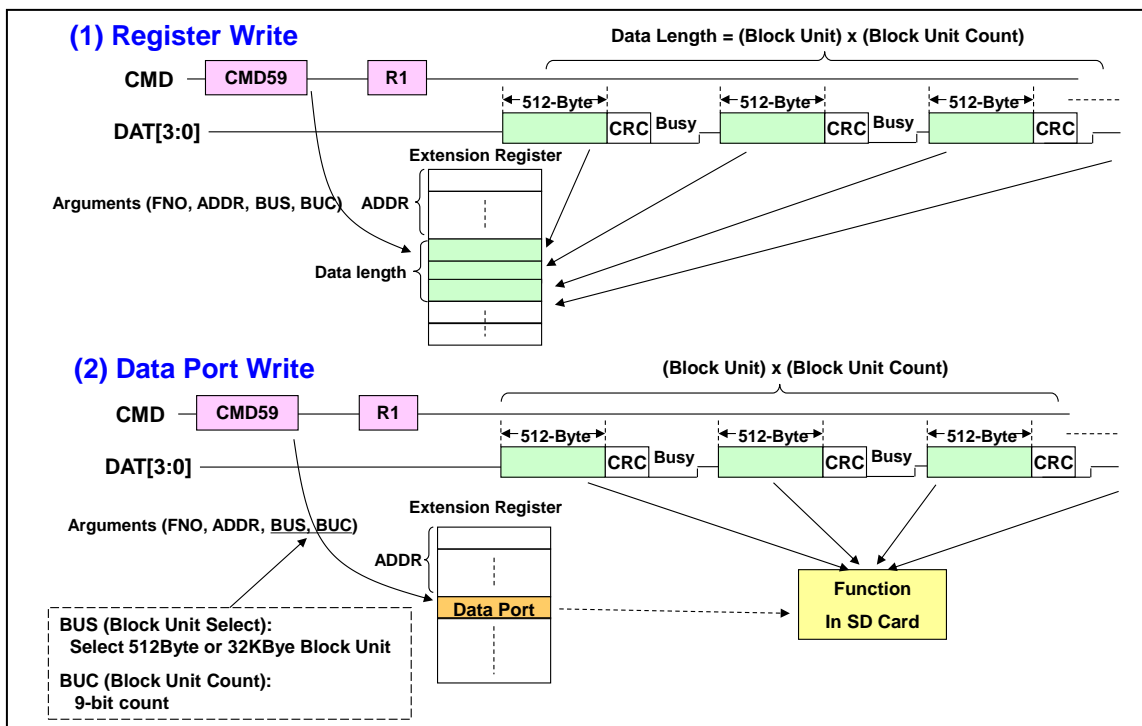 (1) Register Write
Data Length = (Block Unit) x (Block Unit Count)
CMD
CMD59
R1
512-Byte
512-Byte
512-Byte
DAT[3:0]
CRC
Busy
CRC
Busy
CRC
Extension Register
Arguments (FNO, ADDR, BUS, BUC)
ADDR
Data length
(2) Data Port Write
(Block Unit) x (Block Unit Count)
CMD
CMD59
R1
512-Byte
512-Byte
512-Byte
DAT[3:0]
CRC
Busy
CRC
Busy
CRC
Extension Register
Arguments (FNO, ADDR, BUS, BUC)
ADDR
Data Port
Function
In SD Card
BUS (Block Unit Select):
Select 512Byte or 32KBye Block Unit
BUC (Block Unit Count):
9-bit count